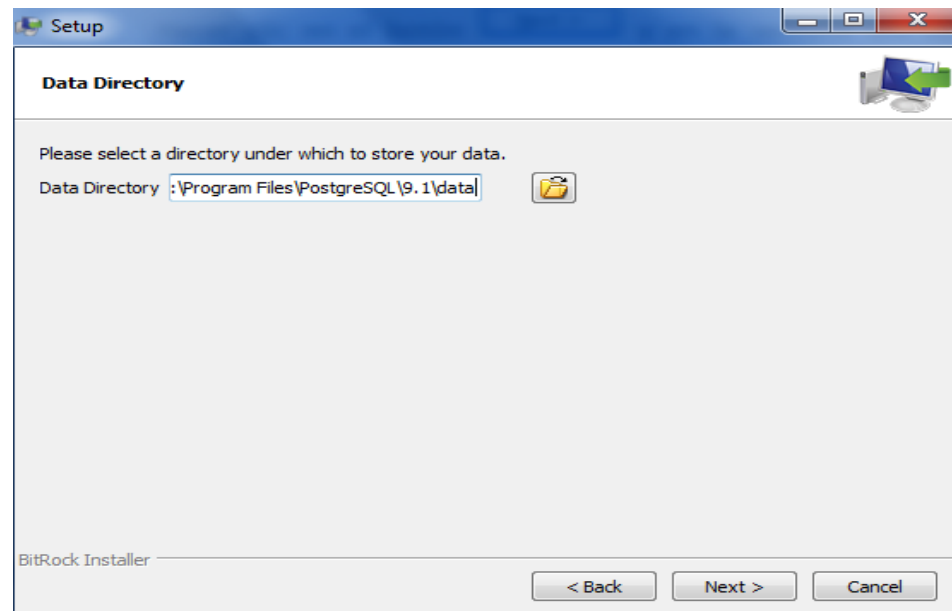 Setup
Data Directory
Please select a directory under which to store your data.
Data Directory :\Program Files\PostgreSQL\9.1\data
BitRock Installer
< Back Next > Cancel